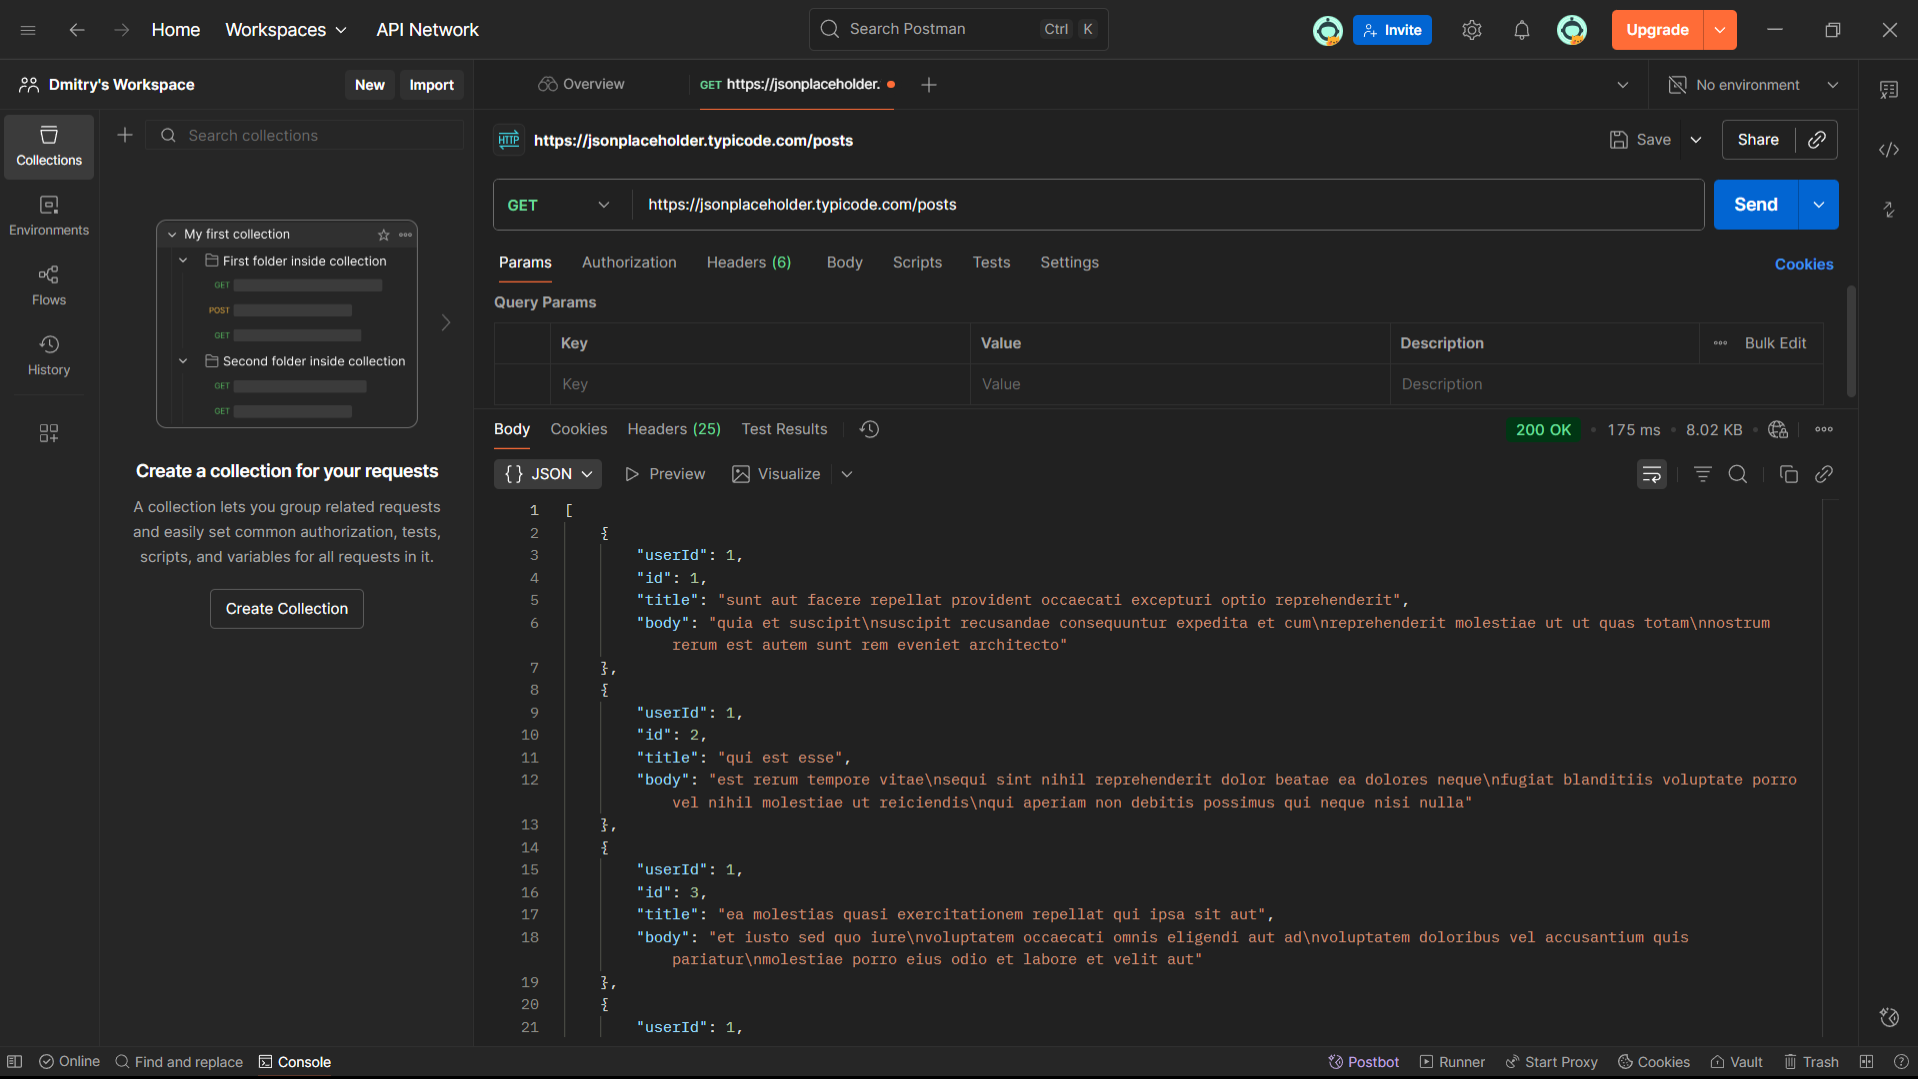 Home Workspaces API Network Search Postman Ctrl K Invite Upgrade
Dmitry's Workspace New Import Overview GET https://jsonplaceholder. No environment
Search collections
https://jsonplaceholder.typicode.com/posts Save Share
Collections
Environments
Flows
History
My first collection
First folder inside collection
GET
POST
GET
Second folder inside collection
GET
GET
Create a collection for your requests
A collection lets you group related requests
and easily set common authorization, tests,
scripts, and variables for all requests in it.
Create Collection
HTTP
GET https://jsonplaceholder.typicode.com/posts Send
Params Authorization Headers (6) Body Scripts Tests Settings Cookies
Query Params
Key Value Description Bulk Edit
Key Value Description
Body Cookies Headers (25) Test Results 200 OK 175 ms 8.02 KB
{} JSON Preview Visualize
1 [
2 {
3 "userId": 1,
4 "id": 1,
5 "title": "sunt aut facere repellat provident occaecati excepturi optio reprehenderit",
6 "body": "quia et suscipit\nsuscipit recusandae consequuntur expedita et cum\nreprehenderit molestiae ut ut quas totam\nnostrum
rerum est autem sunt rem eveniet architecto"
7 },
8 {
9 "userId": 1,
10 "id": 2,
11 "title": "qui est esse",
12 "body": "est rerum tempore vitae\nsequi sint nihil reprehenderit dolor beatae ea dolores neque\nfugiat blanditiis voluptate porro
vel nihil molestiae ut reiciendis\nqui aperiam non debitis possimus qui neque nisi nulla"
13 },
14 {
15 "userId": 1,
16 "id": 3,
17 "title": "ea molestias quasi exercitationem repellat qui ipsa sit aut",
18 "body": "et iusto sed quo iure\nvoluptatem occaecati omnis eligendi aut ad\nvoluptatem doloribus vel accusantium quis
pariatur\nmolestiae porro eius odio et labore et velit aut"
19 },
20 {
21 "userId": 1,
Online Find and replace Console Postbot Runner Start Proxy Cookies Vault Trash